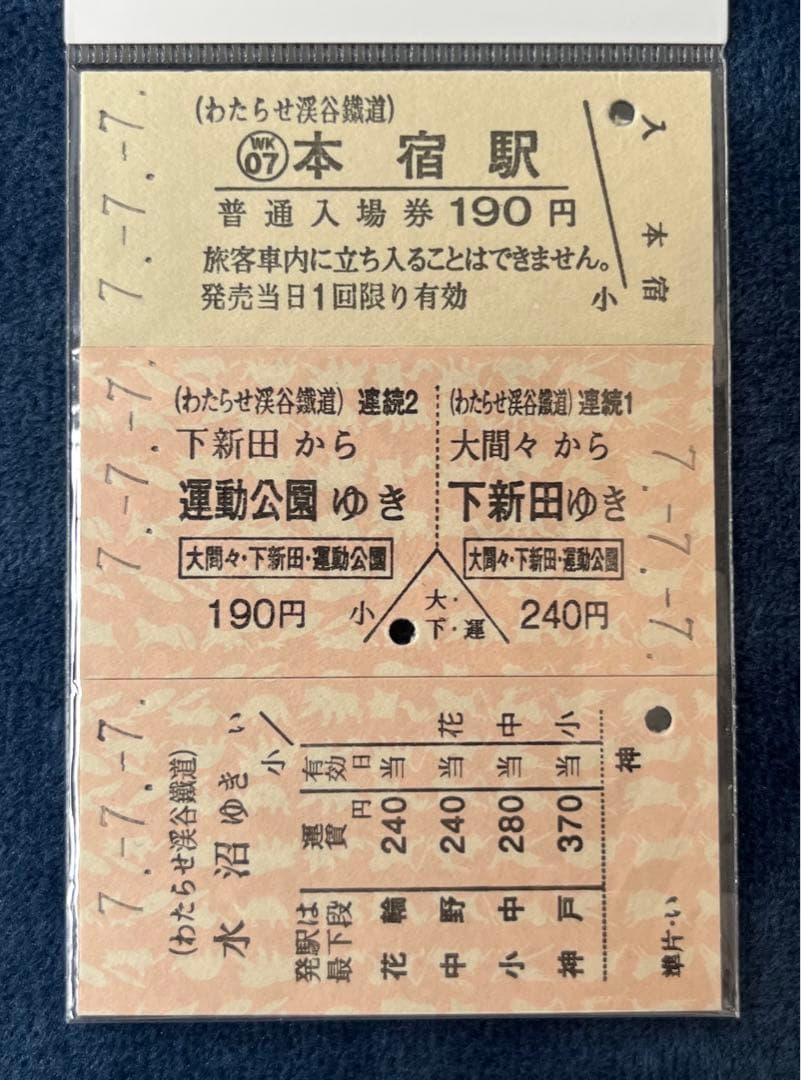 7.-7.-7.
(わたらせ渓谷鐵道)
WK
07
本宿駅
普通入場券 190円
旅客車内に立ち入ることはできません。
発売当日1回限り有効
入 本宿
小
7.-7.-7.
(わたらせ渓谷鐵道) 連続2
下新田 から
運動公園 ゆき
大間々・下新田・運動公園
190円
小
(わたらせ渓谷鐵道) 連続1
大間々 から
下新田ゆき
大間々・下新田・運動公園
240円
大・
下・運
7.-7.-7.
7.-7.-7.
(わたらせ渓谷鐵道)
水沼 ゆき い
小
発駅は最下段 運賃 円 有効日
花輪 240 当
中野 240 当 花
小中 280 当 中
神戸 370 当 小
神
準片・い